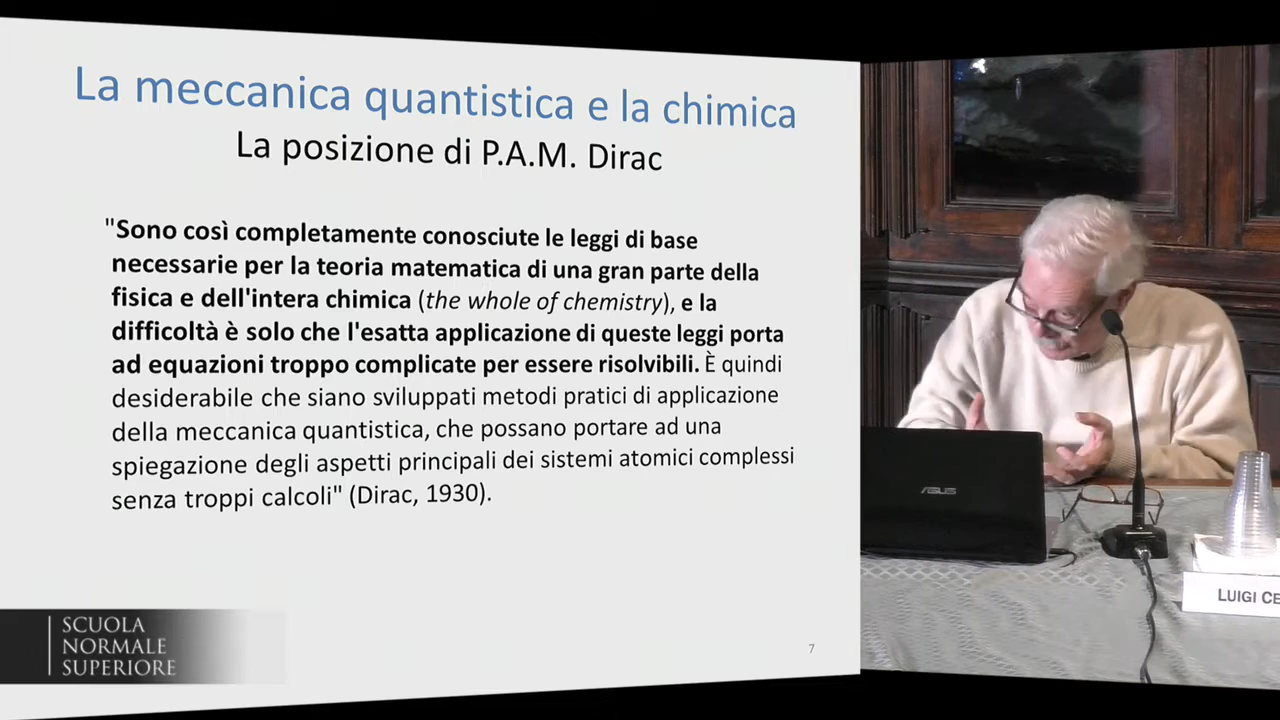 La meccanica quantistica e la chimica
La posizione di P.A.M. Dirac
"Sono così completamente conosciute le leggi di base
necessarie per la teoria matematica di una gran parte della
fisica e dell'intera chimica (the whole of chemistry), e la
difficoltà è solo che l'esatta applicazione di queste leggi porta
ad equazioni troppo complicate per essere risolvibili. È quindi
desiderabile che siano sviluppati metodi pratici di applicazione
della meccanica quantistica, che possano portare ad una
spiegazione degli aspetti principali dei sistemi atomici complessi
senza troppi calcoli" (Dirac, 1930).
7
SCUOLA
NORMALE
SUPERIORE
ASUS
LUIGI CE